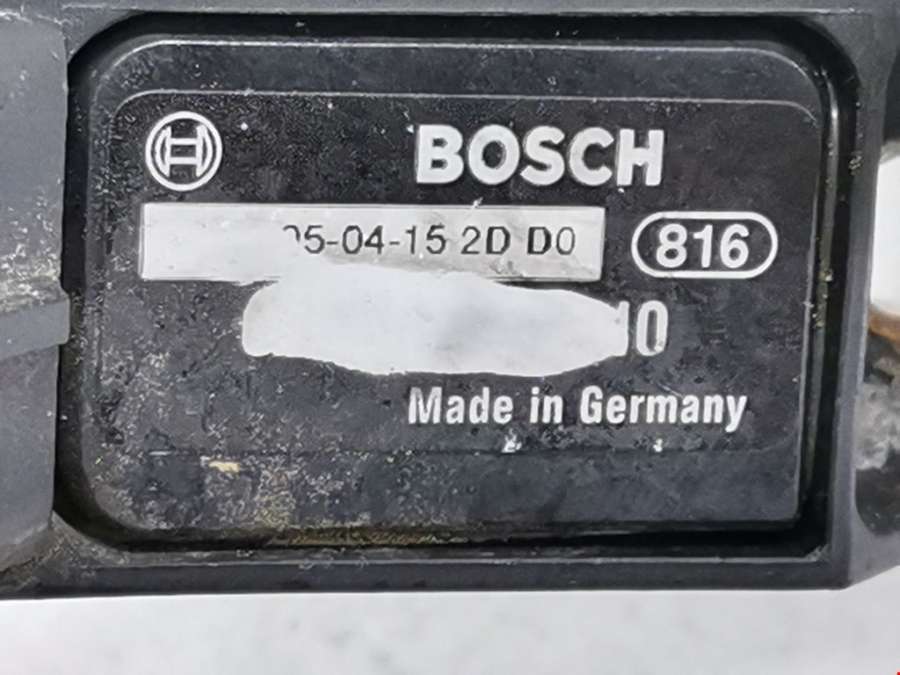 BOSCH
05-04-15 2D D0
816
Made in Germany